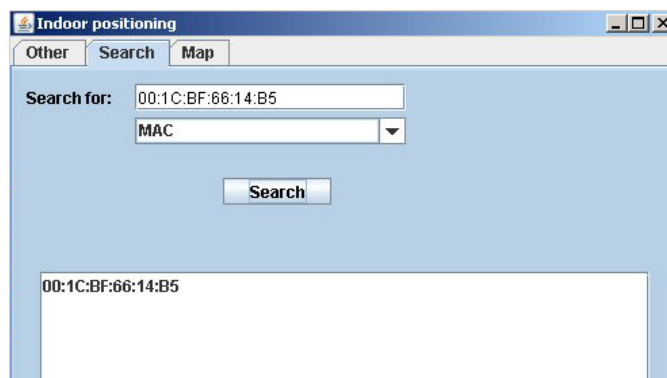 Indoor positioning
Other Search Map
Search for: 00:1C:BF:66:14:B5
MAC
Search
00:1C:BF:66:14:B5